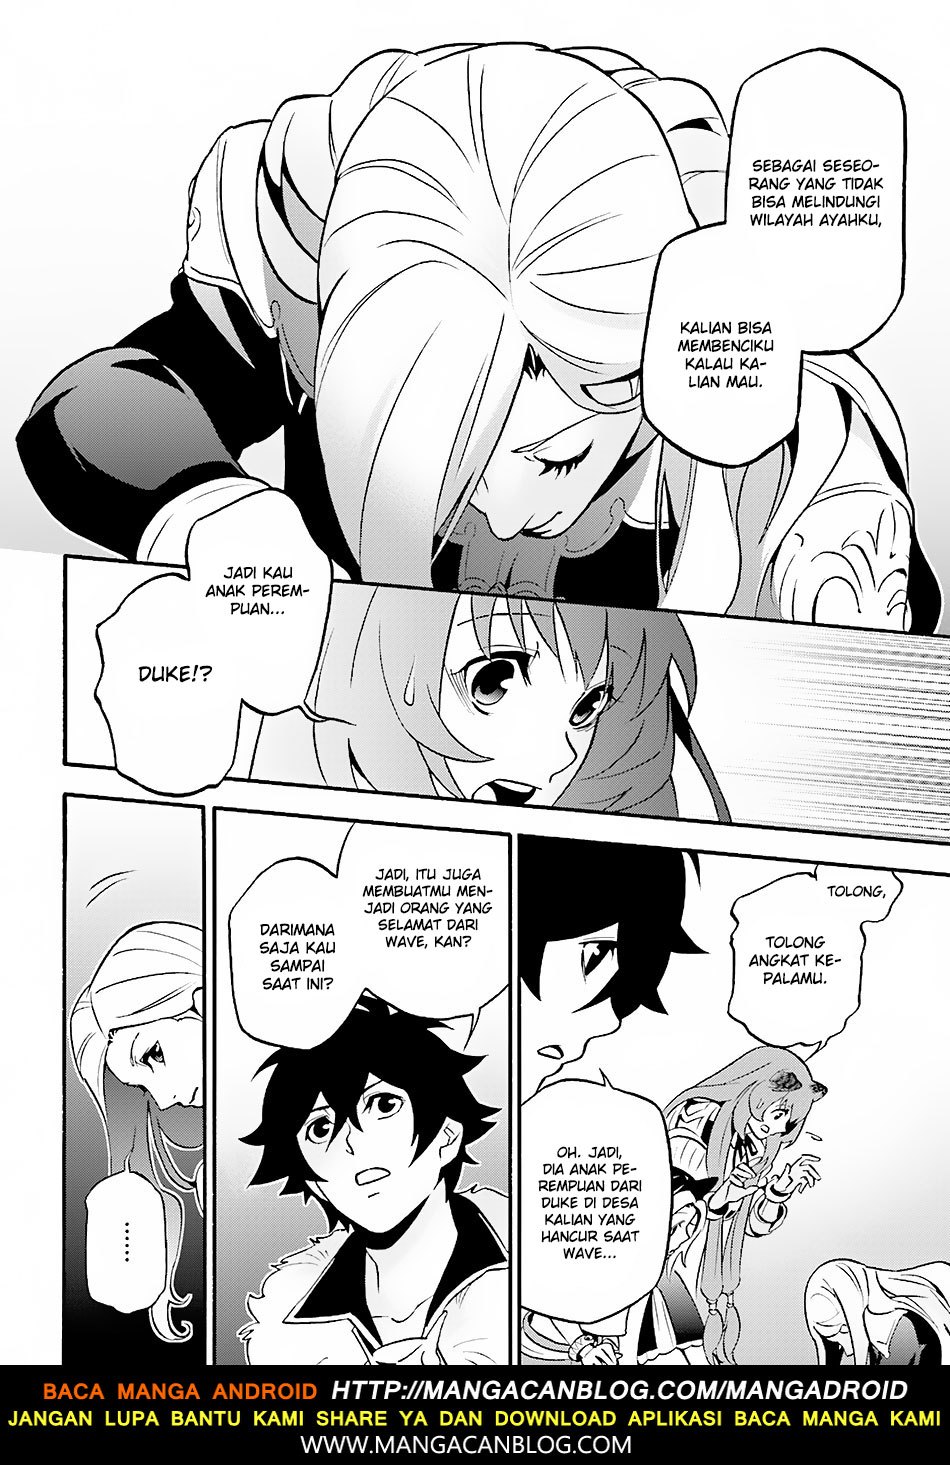 SEBAGAI SESEO-
RANG YANG TIDAK
BISA MELINDUNGI
WILAYAH AYAHKU,
KALIAN BISA
MEMBENCIKU
KALAU KA-
LIAN MAU.
JADI KAU
ANAK PEREM-
PUAN...
DUKE!?
TOLONG,
TOLONG
ANGKAT KE-
PALAMU.
OH. JADI,
DIA ANAK PE-
REMPUAN DARI
DUKE DI DESA
KALIAN YANG
HANCUR SAAT
WAVE...
JADI, ITU JUGA
MEMBUATMU MEN-
JADI ORANG YANG
SELAMAT DARI
WAVE, KAN?
DARIMANA
SAJA KAU
SAMPAI
SAAT INI?
......
BACA MANGA ANDROID HTTP://MANGACANBLOG.COM/MANGADROID
JANGAN LUPA BANTU KAMI SHARE YA DAN DOWNLOAD APLIKASI BACA MANGA KAMI
WWW.MANGACANBLOG.COM